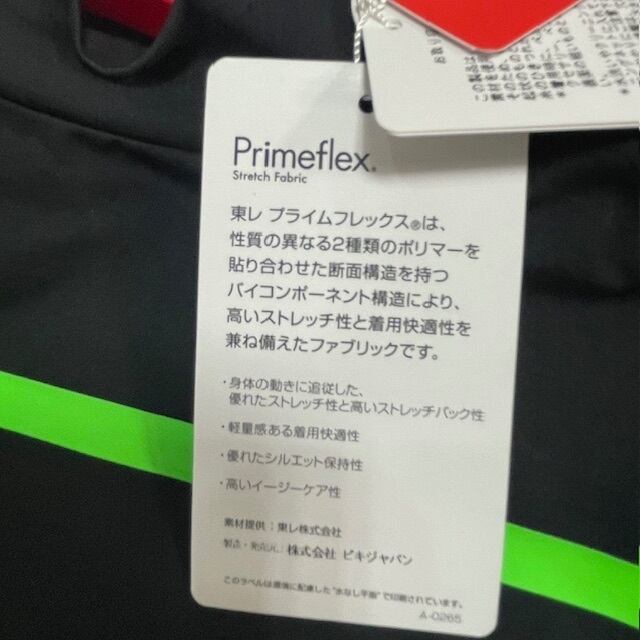 Primeflex®
Stretch Fabric
東レ プライムフレックス®は、
性質の異なる2種類のポリマーを
貼り合わせた断面構造を持つ
バイコンポーネント構造により、
高いストレッチ性と着用快適性を
兼ね備えたファブリックです。
・身体の動きに追従した、
優れたストレッチ性と高いストレッチバック性
・軽量感ある着用快適性
・優れたシルエット保持性
・高いイージーケア性
素材提供：東レ株式会社
製造・発売元：株式会社 ビキジャパン
このラベルは環境に配慮した"水なし平版"で印刷されています。
A-0265